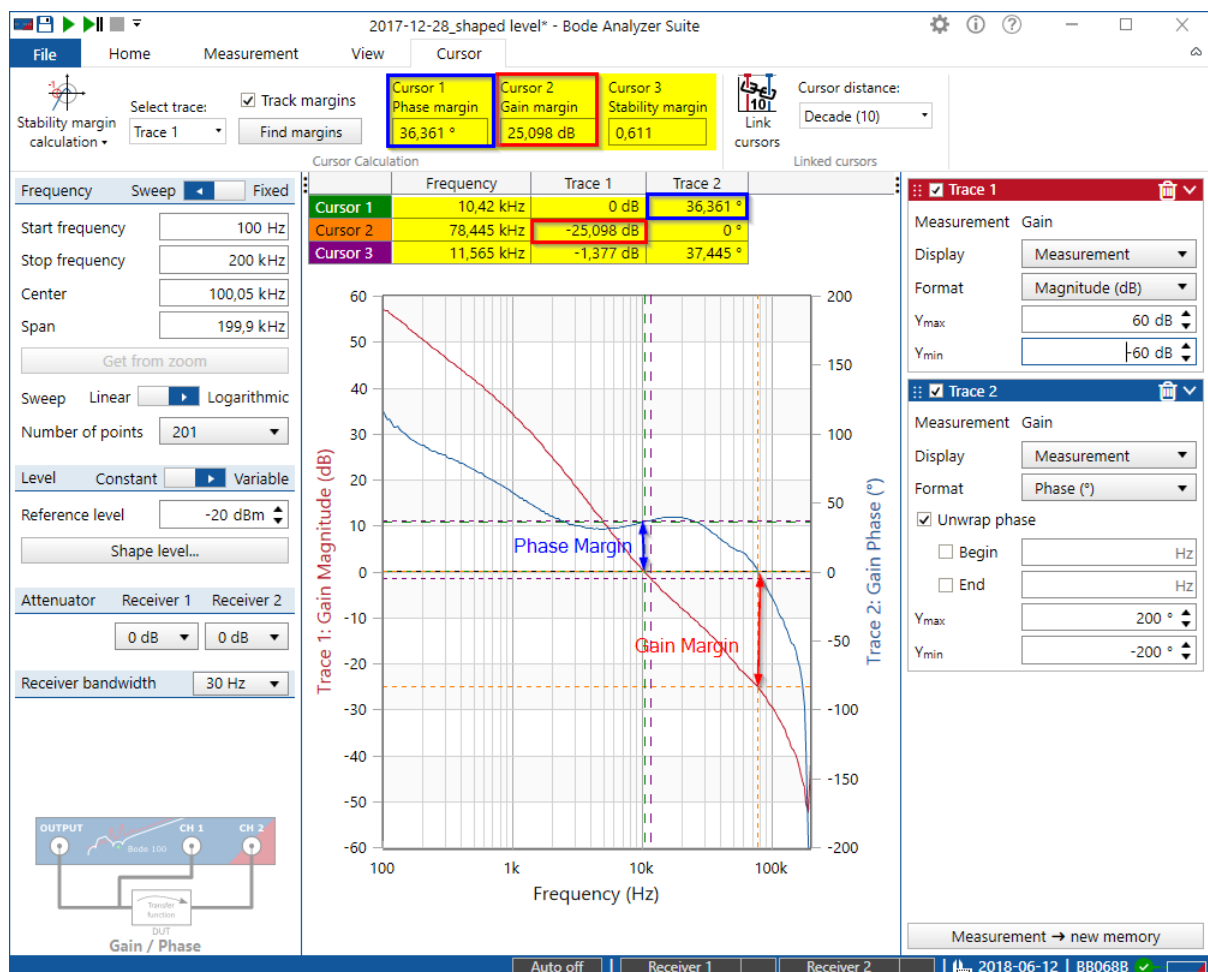 2017-12-28_shaped level* - Bode Analyzer Suite
File Home Measurement View Cursor
-1
Stability margin
calculation
Select trace:
Trace 1
Track margins
Find margins
Cursor 1
Phase margin
36,361 °
Cursor 2
Gain margin
25,098 dB
Cursor 3
Stability margin
0,611
Cursor Calculation
10
Link
cursors
Cursor distance:
Decade (10)
Linked cursors
Frequency Sweep Fixed
Start frequency 100 Hz
Stop frequency 200 kHz
Center 100,05 kHz
Span 199,9 kHz
Get from zoom
Sweep Linear Logarithmic
Number of points 201
Level Constant Variable
Reference level -20 dBm
Shape level...
Attenuator Receiver 1 Receiver 2
0 dB 0 dB
Receiver bandwidth 30 Hz
OUTPUT CH 1 CH 2
Bode 100
Transfer
function
DUT
Gain / Phase
Frequency Trace 1 Trace 2
Cursor 1 10,42 kHz 0 dB 36,361 °
Cursor 2 78,445 kHz -25,098 dB 0 °
Cursor 3 11,565 kHz -1,377 dB 37,445 °
Trace 1: Gain Magnitude (dB)
60
50
40
30
20
10
0
-10
-20
-30
-40
-50
-60
Phase Margin
Gain Margin
200
150
100
50
0
-50
-100
-150
-200
Trace 2: Gain Phase (°)
100 1k 10k 100k
Frequency (Hz)
Trace 1
Measurement Gain
Display Measurement
Format Magnitude (dB)
Ymax 60 dB
Ymin -60 dB
Trace 2
Measurement Gain
Display Measurement
Format Phase (°)
Unwrap phase
Begin Hz
End Hz
Ymax 200 °
Ymin -200 °
Measurement → new memory
Auto off Receiver 1 Receiver 2 2018-06-12 | BB068B